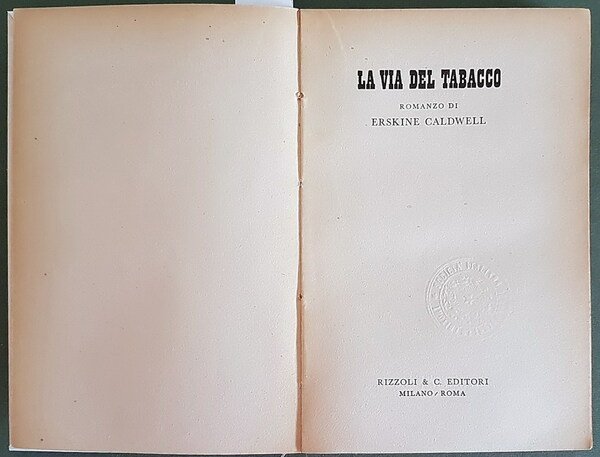 LA VIA DEL TABACCO
ROMANZO DI
ERSKINE CALDWELL
RIZZOLI & C. EDITORI
MILANO / ROMA